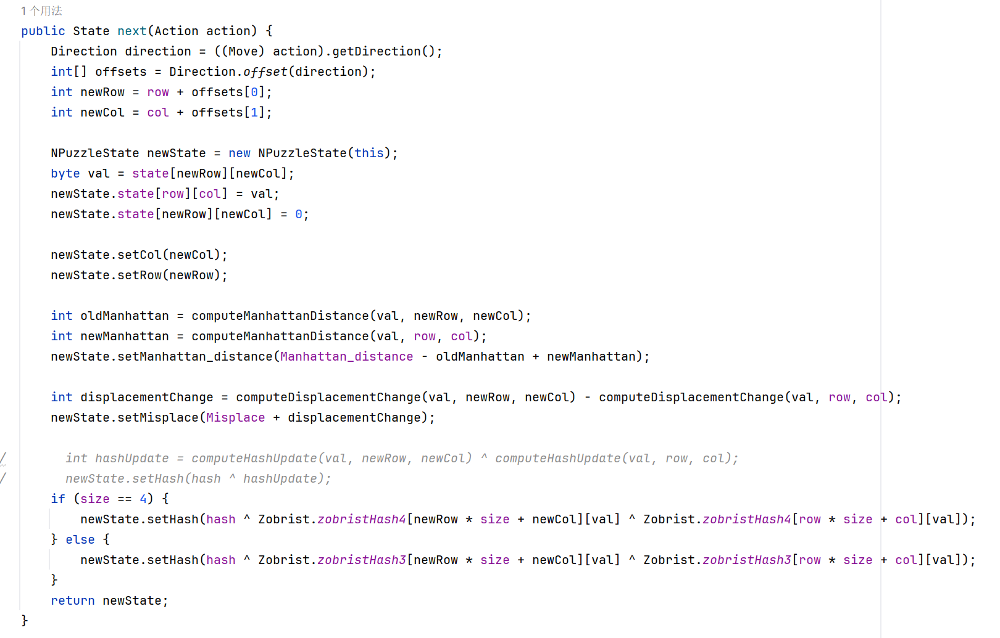 1 个用法
public State next(Action action) {
    Direction direction = ((Move) action).getDirection();
    int[] offsets = Direction.offset(direction);
    int newRow = row + offsets[0];
    int newCol = col + offsets[1];

    NPuzzleState newState = new NPuzzleState(this);
    byte val = state[newRow][newCol];
    newState.state[row][col] = val;
    newState.state[newRow][newCol] = 0;

    newState.setCol(newCol);
    newState.setRow(newRow);

    int oldManhattan = computeManhattanDistance(val, newRow, newCol);
    int newManhattan = computeManhattanDistance(val, row, col);
    newState.setManhattan_distance(Manhattan_distance - oldManhattan + newManhattan);

    int displacementChange = computeDisplacementChange(val, newRow, newCol) - computeDisplacementChange(val, row, col);
    newState.setMisplace(Misplace + displacementChange);

/      int hashUpdate = computeHashUpdate(val, newRow, newCol) ^ computeHashUpdate(val, row, col);
/      newState.setHash(hash ^ hashUpdate);
    if (size == 4) {
        newState.setHash(hash ^ Zobrist.zobristHash4[newRow * size + newCol][val] ^ Zobrist.zobristHash4[row * size + col][val]);
    } else {
        newState.setHash(hash ^ Zobrist.zobristHash3[newRow * size + newCol][val] ^ Zobrist.zobristHash3[row * size + col][val]);
    }
    return newState;
}